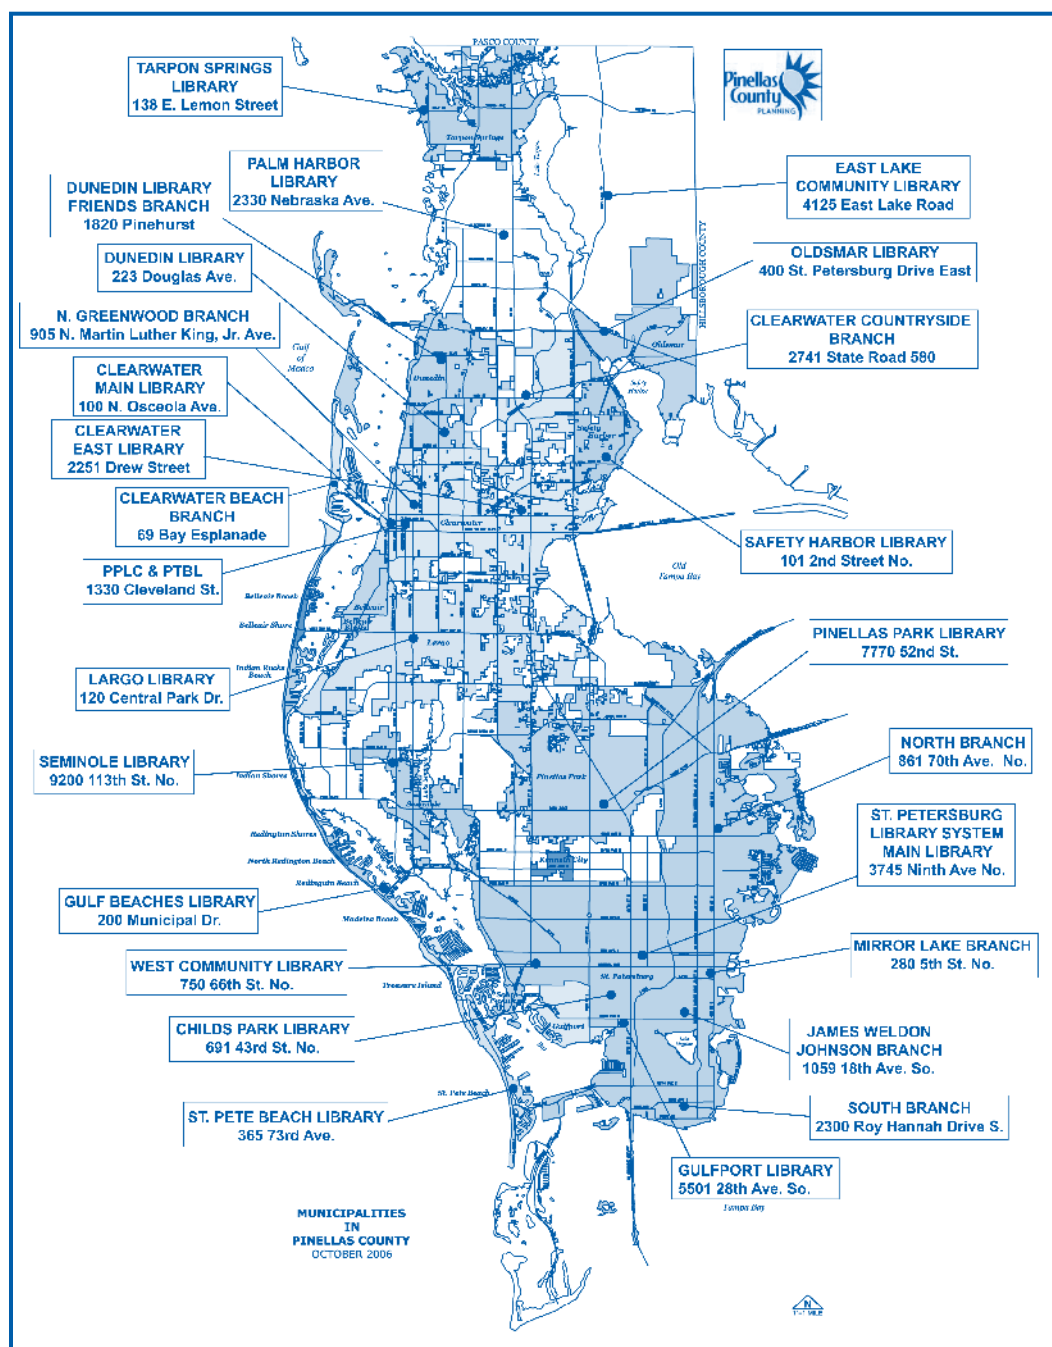 PASCO COUNTY
Pinellas
County
PLANNING
TARPON SPRINGS
LIBRARY
138 E. Lemon Street
Tarpon Springs
PALM HARBOR
LIBRARY
2330 Nebraska Ave.
EAST LAKE
COMMUNITY LIBRARY
4125 East Lake Road
DUNEDIN LIBRARY
FRIENDS BRANCH
1820 Pinehurst
HILLSBOROUGH COUNTY
DUNEDIN LIBRARY
223 Douglas Ave.
OLDSMAR LIBRARY
400 St. Petersburg Drive East
N. GREENWOOD BRANCH
905 N. Martin Luther King, Jr. Ave.
CLEARWATER COUNTRYSIDE
BRANCH
2741 State Road 580
Gulf
of
Mexico
Oldsmar
CLEARWATER
MAIN LIBRARY
100 N. Osceola Ave.
Dunedin
Safety
Harbor
CLEARWATER
EAST LIBRARY
2251 Drew Street
CLEARWATER BEACH
BRANCH
69 Bay Esplanade
Clearwater
SAFETY HARBOR LIBRARY
101 2nd Street No.
Old
Tampa Bay
PPLC & PTBL
1330 Cleveland St.
Belleair Beach
Belleair
Belleair Shore
Largo
PINELLAS PARK LIBRARY
7770 52nd St.
Indian Rocks
Beach
LARGO LIBRARY
120 Central Park Dr.
NORTH BRANCH
861 70th Ave. No.
SEMINOLE LIBRARY
9200 113th St. No.
Indian Shores
Pinellas Park
Seminole
ST. PETERSBURG
LIBRARY SYSTEM
MAIN LIBRARY
3745 Ninth Ave No.
Redington Shores
North Redington Beach
Kenneth City
Redington Beach
GULF BEACHES LIBRARY
200 Municipal Dr.
Madeira Beach
MIRROR LAKE BRANCH
280 5th St. No.
WEST COMMUNITY LIBRARY
750 66th St. No.
St. Petersburg
Treasure Island
CHILDS PARK LIBRARY
691 43rd St. No.
Gulfport
JAMES WELDON
JOHNSON BRANCH
1059 18th Ave. So.
St. Pete Beach
ST. PETE BEACH LIBRARY
365 73rd Ave.
SOUTH BRANCH
2300 Roy Hannah Drive S.
GULFPORT LIBRARY
5501 28th Ave. So.
Tampa Bay
MUNICIPALITIES
IN
PINELLAS COUNTY
OCTOBER 2006
N